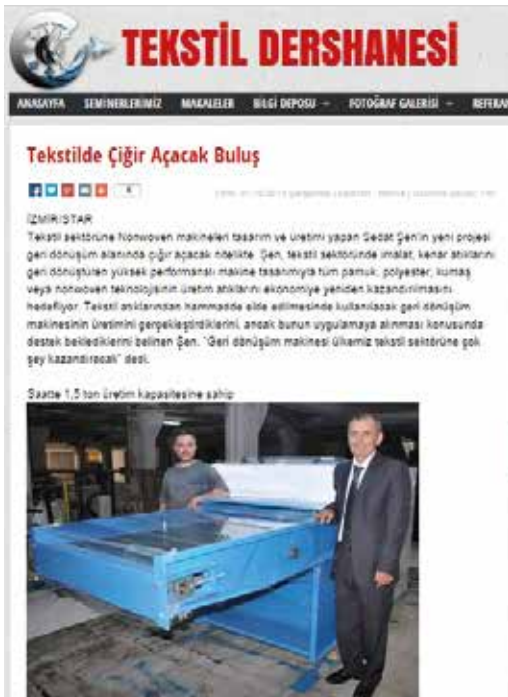 TEKSTİL DERSHANESİ
ANASAYFA SEMİNERLERİMİZ MAKALELER BİLGİ DEPOSU FOTOĞRAF GALERİSİ REFERA
Tekstilde Çiğir Açacak Buluş
İZMİR/STAR
Tekstil sektörüne Nonwoven makineleri tasarım ve üretimi yapan Sedat Şen'in yeni projesi
geri dönüşüm alanında çığır açacak nitelikte. Şen, tekstil sektöründe imalat, kenar atıklarını
geri dönüştüren yüksek performanslı makine tasarımıyla tüm pamuk, polyester, kumaş
veya nonwoven teknolojisinin üretim atıklarını ekonomiye yeniden kazandırılmasını
hedefliyor. Tekstil atıklarından hammadde elde edilmesinde kullanılacak geri dönüşüm
makinesinin üretimini gerçekleştirdiklerini, ancak bunun uygulamaya alınması konusunda
destek beklediklerini belirten Şen, "Geri dönüşüm makinesi ülkemiz tekstil sektörüne çok
şey kazandıracak" dedi.
Saatte 1,5 ton üretim kapasitesine sahip